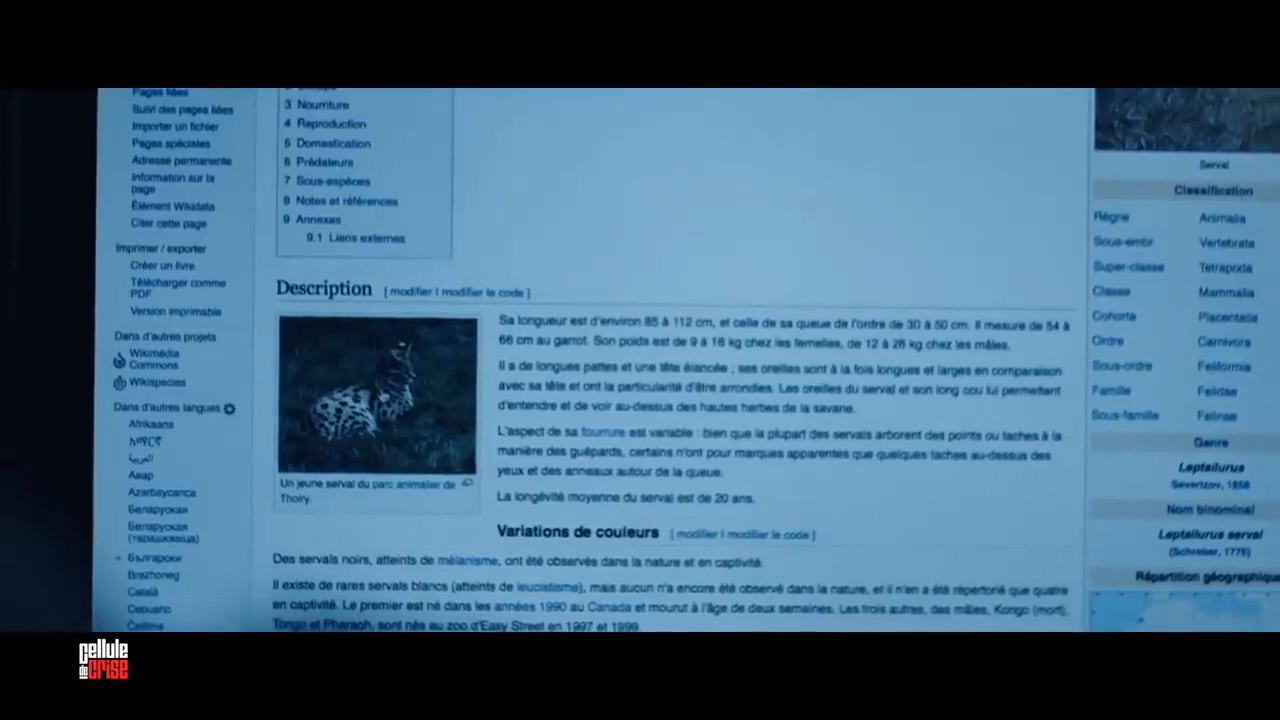 Pages liées
Suivi des pages liées
Importer un fichier
Pages spéciales
Adresse permanente
Information sur la
page
Élément Wikidata
Citer cette page
Imprimer / exporter
Créer un livre
Télécharger comme
PDF
Version imprimable
Dans d'autres projets
Wikimédia
Commons
Wikispecies
Dans d'autres langues
Afrikaans
አማርኛ
العربية
Авар
Azərbaycanca
Беларуская
Беларуская
(тарашкевіца)
Български
Brezhoneg
Català
Cebuano
Čeština
3 Nourriture
4 Reproduction
5 Domestication
6 Prédateurs
7 Sous-espèces
8 Notes et références
9 Annexes
9.1 Liens externes
Description [ modifier | modifier le code ]
Un jeune serval du parc animalier de
Thoiry.
Sa longueur est d'environ 85 à 112 cm, et celle de sa queue de l'ordre de 30 à 50 cm. Il mesure de 54 à
66 cm au garrot. Son poids est de 9 à 16 kg chez les femelles, de 12 à 26 kg chez les mâles.
Il a de longues pattes et une tête élancée ; ses oreilles sont à la fois longues et larges en comparaison
avec sa tête et ont la particularité d'être arrondies. Les oreilles du serval et son long cou lui permettent
d'entendre et de voir au-dessus des hautes herbes de la savane.
L'aspect de sa fourrure est variable : bien que la plupart des servals arborent des points ou taches à la
manière des guépards, certains n'ont pour marques apparentes que quelques taches au-dessus des
yeux et des anneaux autour de la queue.
La longévité moyenne du serval est de 20 ans.
Variations de couleurs [ modifier | modifier le code ]
Des servals noirs, atteints de mélanisme, ont été observés dans la nature et en captivité.
Il existe de rares servals blancs (atteints de leucistisme), mais aucun n'a encore été observé dans la nature, et il n'en a été répertorié que quatre
en captivité. Le premier est né dans les années 1990 au Canada et mourut à l'âge de deux semaines. Les trois autres, des mâles, Kongo (mort),
Tongo et Pharaoh, sont nés au zoo d'Easy Street en 1997 et 1999.
Serval
Classification
Règne Animalia
Sous-embr Vertebrata
Super-classe Tetrapoda
Classe Mammalia
Cohorte Placentalia
Ordre Carnivora
Sous-ordre Feliformia
Famille Felidae
Sous-famille Felinae
Genre
Leptailurus
Severtzov, 1858
Nom binominal
Leptailurus serval
(Schreber, 1776)
Répartition géographique
cellule
de crise